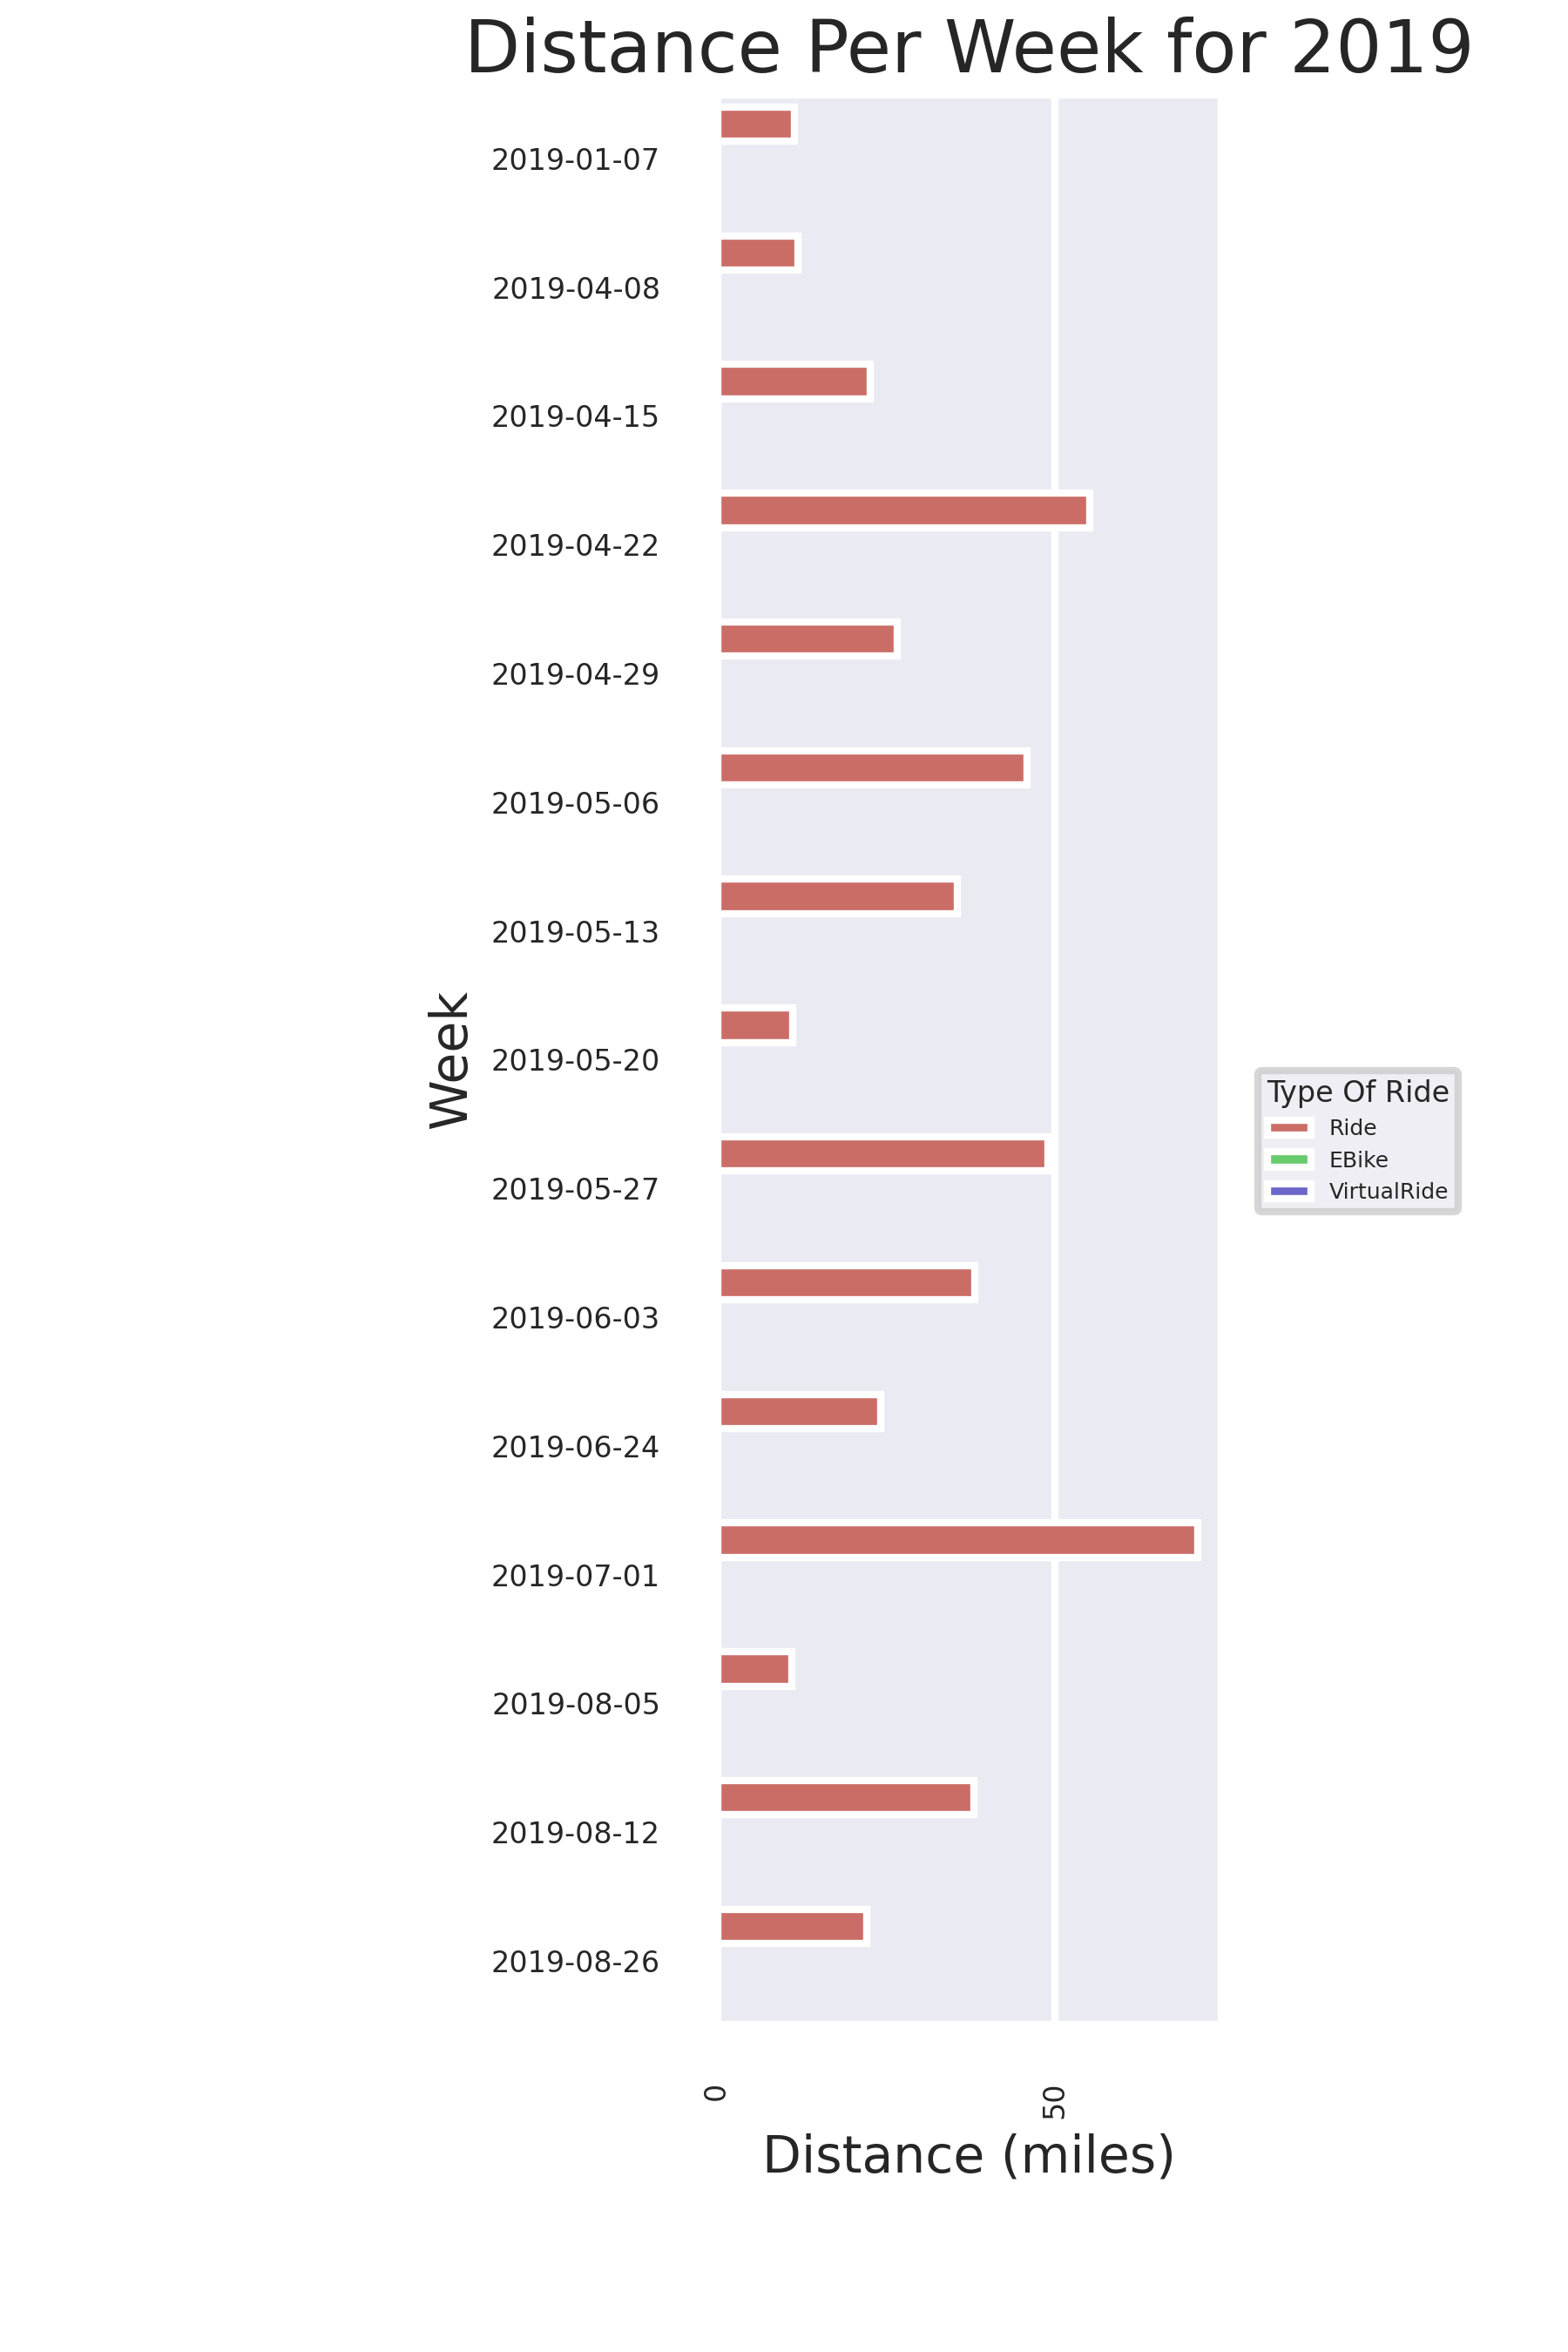 Distance Per Week for 2019
2019-01-07
2019-04-08
2019-04-15
2019-04-22
2019-04-29
2019-05-06
2019-05-13
2019-05-20
2019-05-27
2019-06-03
2019-06-24
2019-07-01
2019-08-05
2019-08-12
2019-08-26
Week
0
50
Distance (miles)
Type Of Ride
Ride
EBike
VirtualRide